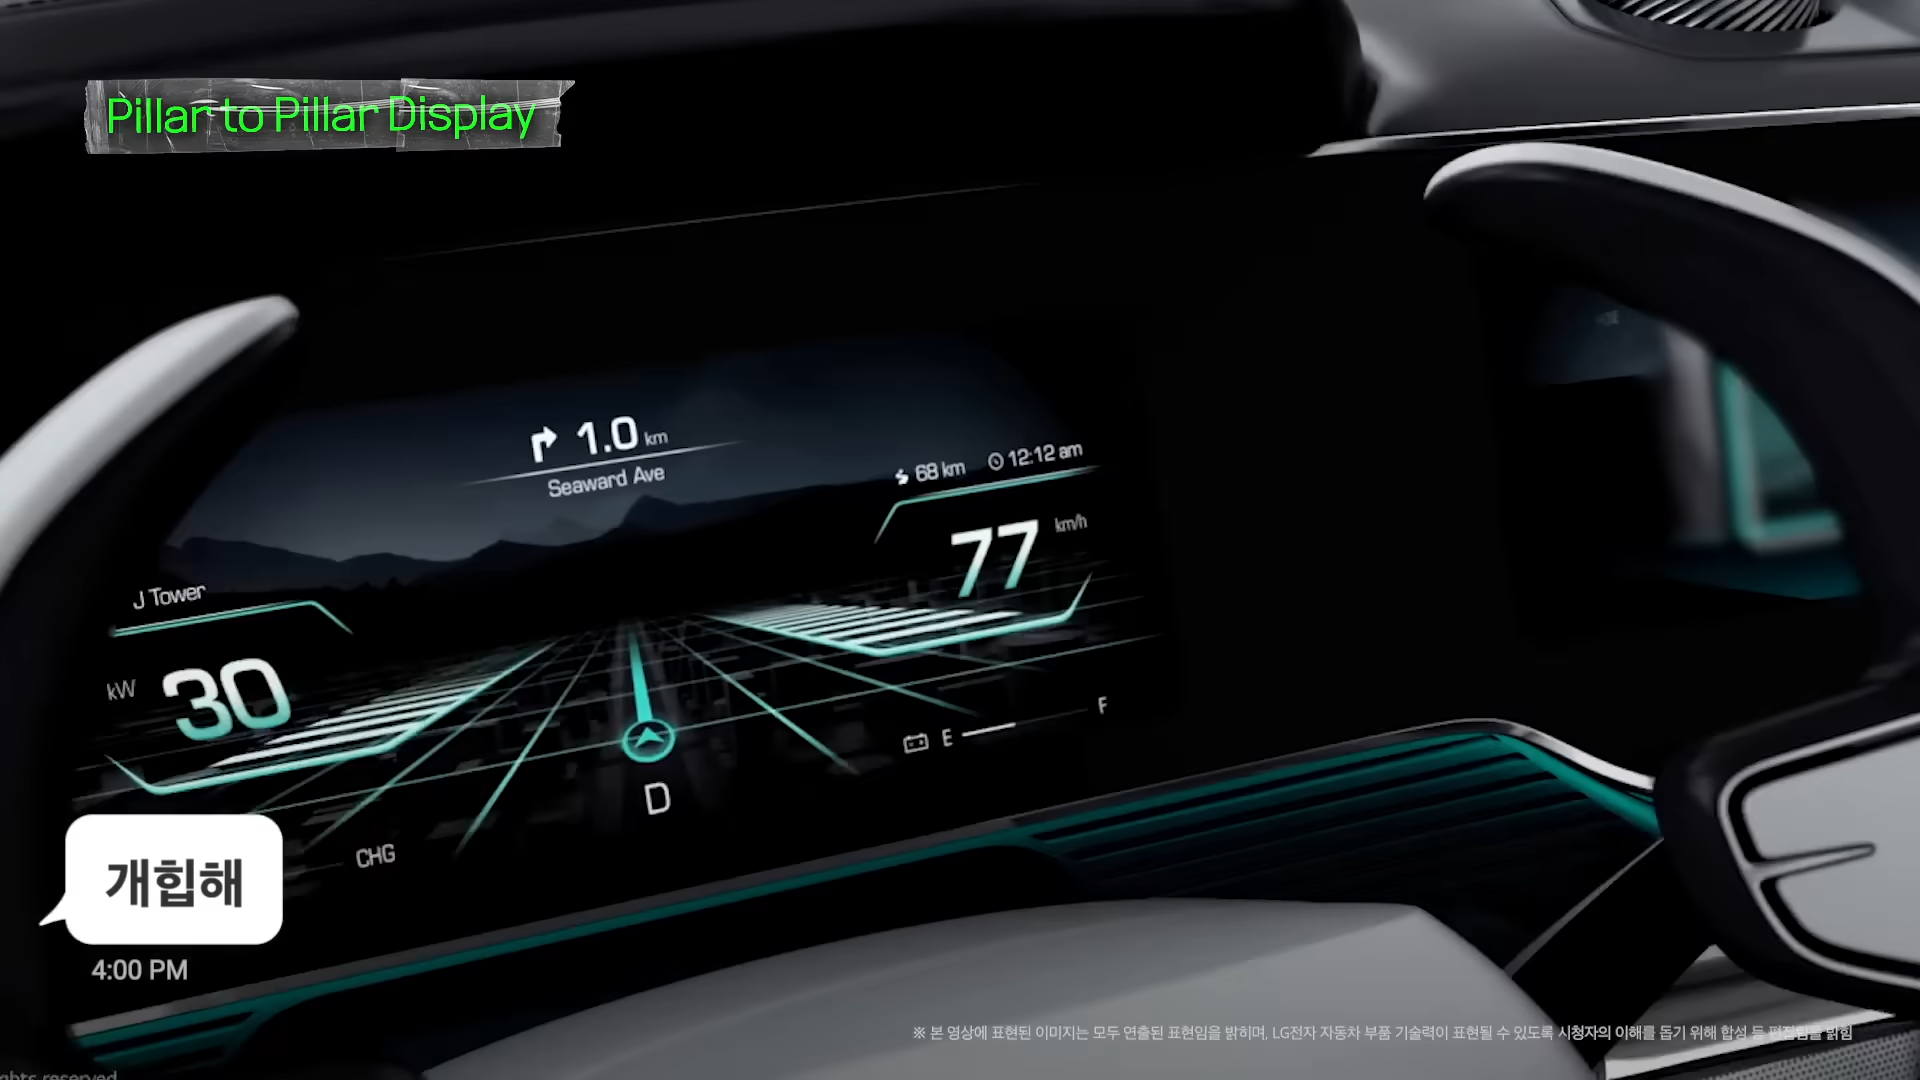 Pillar to Pillar Display
1.0 km
Seaward Ave
68 km 12:12 am
77 km/h
J Tower
kW 30
E F
D
CHG
개힙해
4:00 PM
※ 본 영상에 표현된 이미지는 모두 연출된 표현임을 밝히며, LG전자 자동차 부품 기술력이 표현될 수 있도록 시청자의 이해를 돕기 위해 합성 등 편집됨을 밝힘
rights reserved